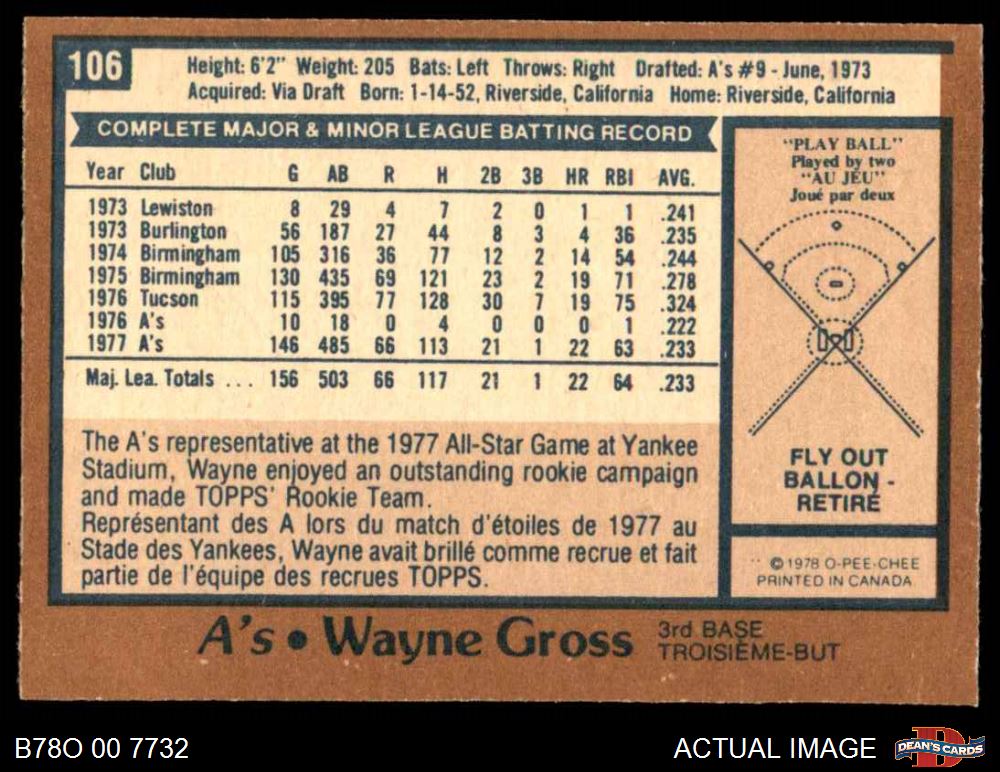 106
Height: 6'2" Weight: 205 Bats: Left Throws: Right Drafted: A's #9 - June, 1973
Acquired: Via Draft Born: 1-14-52, Riverside, California Home: Riverside, California
COMPLETE MAJOR & MINOR LEAGUE BATTING RECORD
Year Club G AB R H 2B 3B HR RBI AVG.
1973 Lewiston 8 29 4 7 2 0 1 1 .241
1973 Burlington 56 187 27 44 8 3 4 36 .235
1974 Birmingham 105 316 36 77 12 2 14 54 .244
1975 Birmingham 130 435 69 121 23 2 19 71 .278
1976 Tucson 115 395 77 128 30 7 19 75 .324
1976 A's 10 18 0 4 0 0 0 1 .222
1977 A's 146 485 66 113 21 1 22 63 .233
Maj. Lea. Totals ... 156 503 66 117 21 1 22 64 .233
The A's representative at the 1977 All-Star Game at Yankee
Stadium, Wayne enjoyed an outstanding rookie campaign
and made TOPPS' Rookie Team.
Représentant des A lors du match d'étoiles de 1977 au
Stade des Yankees, Wayne avait brillé comme recrue et fait
partie de l'équipe des recrues TOPPS.
"PLAY BALL"
Played by two
"AU JEU"
Joué par deux
FLY OUT
BALLON -
RETIRÉ
©1978 O-PEE-CHEE
PRINTED IN CANADA
A's • Wayne Gross 3rd BASE
TROISIÈME-BUT
B78O 00 7732
ACTUAL IMAGE
D
DEAN'S CARDS